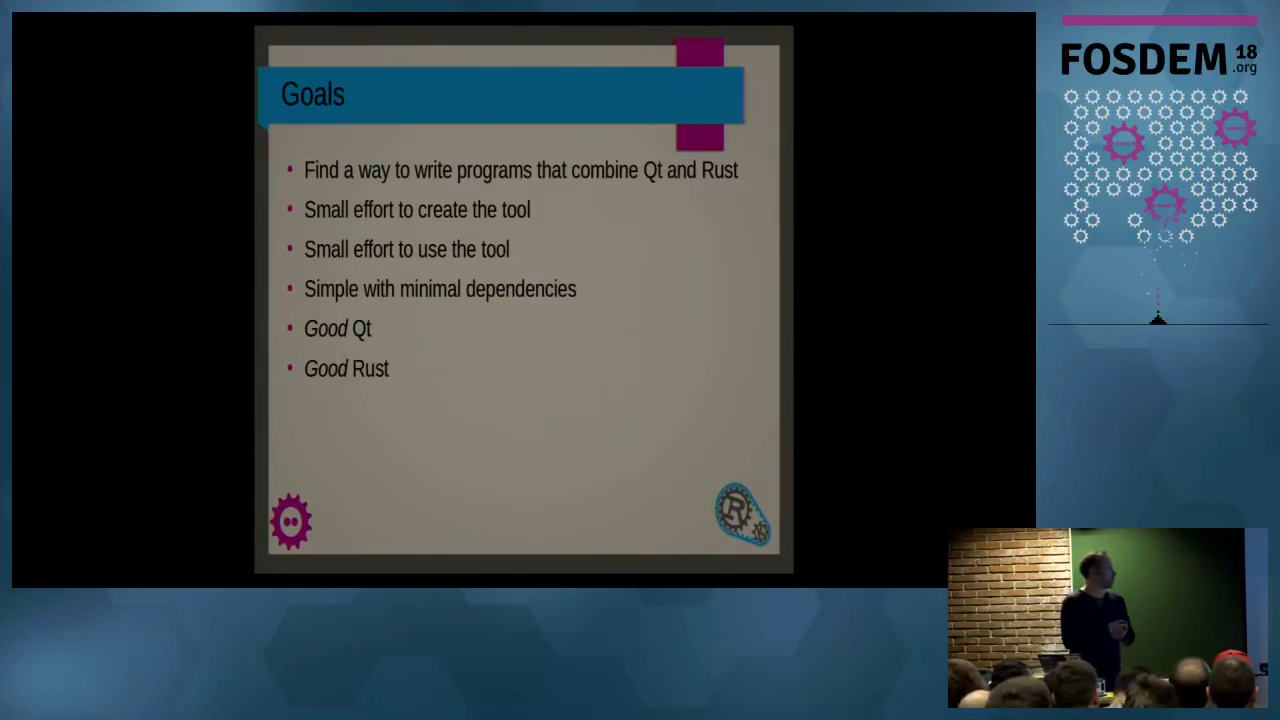 Goals
• Find a way to write programs that combine Qt and Rust
• Small effort to create the tool
• Small effort to use the tool
• Simple with minimal dependencies
• Good Qt
• Good Rust
R
FOSDEM 18
.org